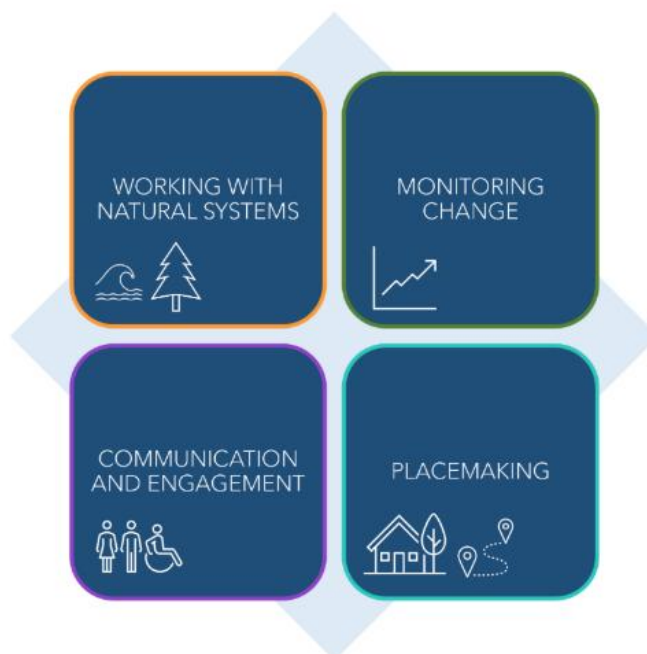 WORKING WITH
NATURAL SYSTEMS
MONITORING
CHANGE
COMMUNICATION
AND ENGAGEMENT
PLACEMAKING